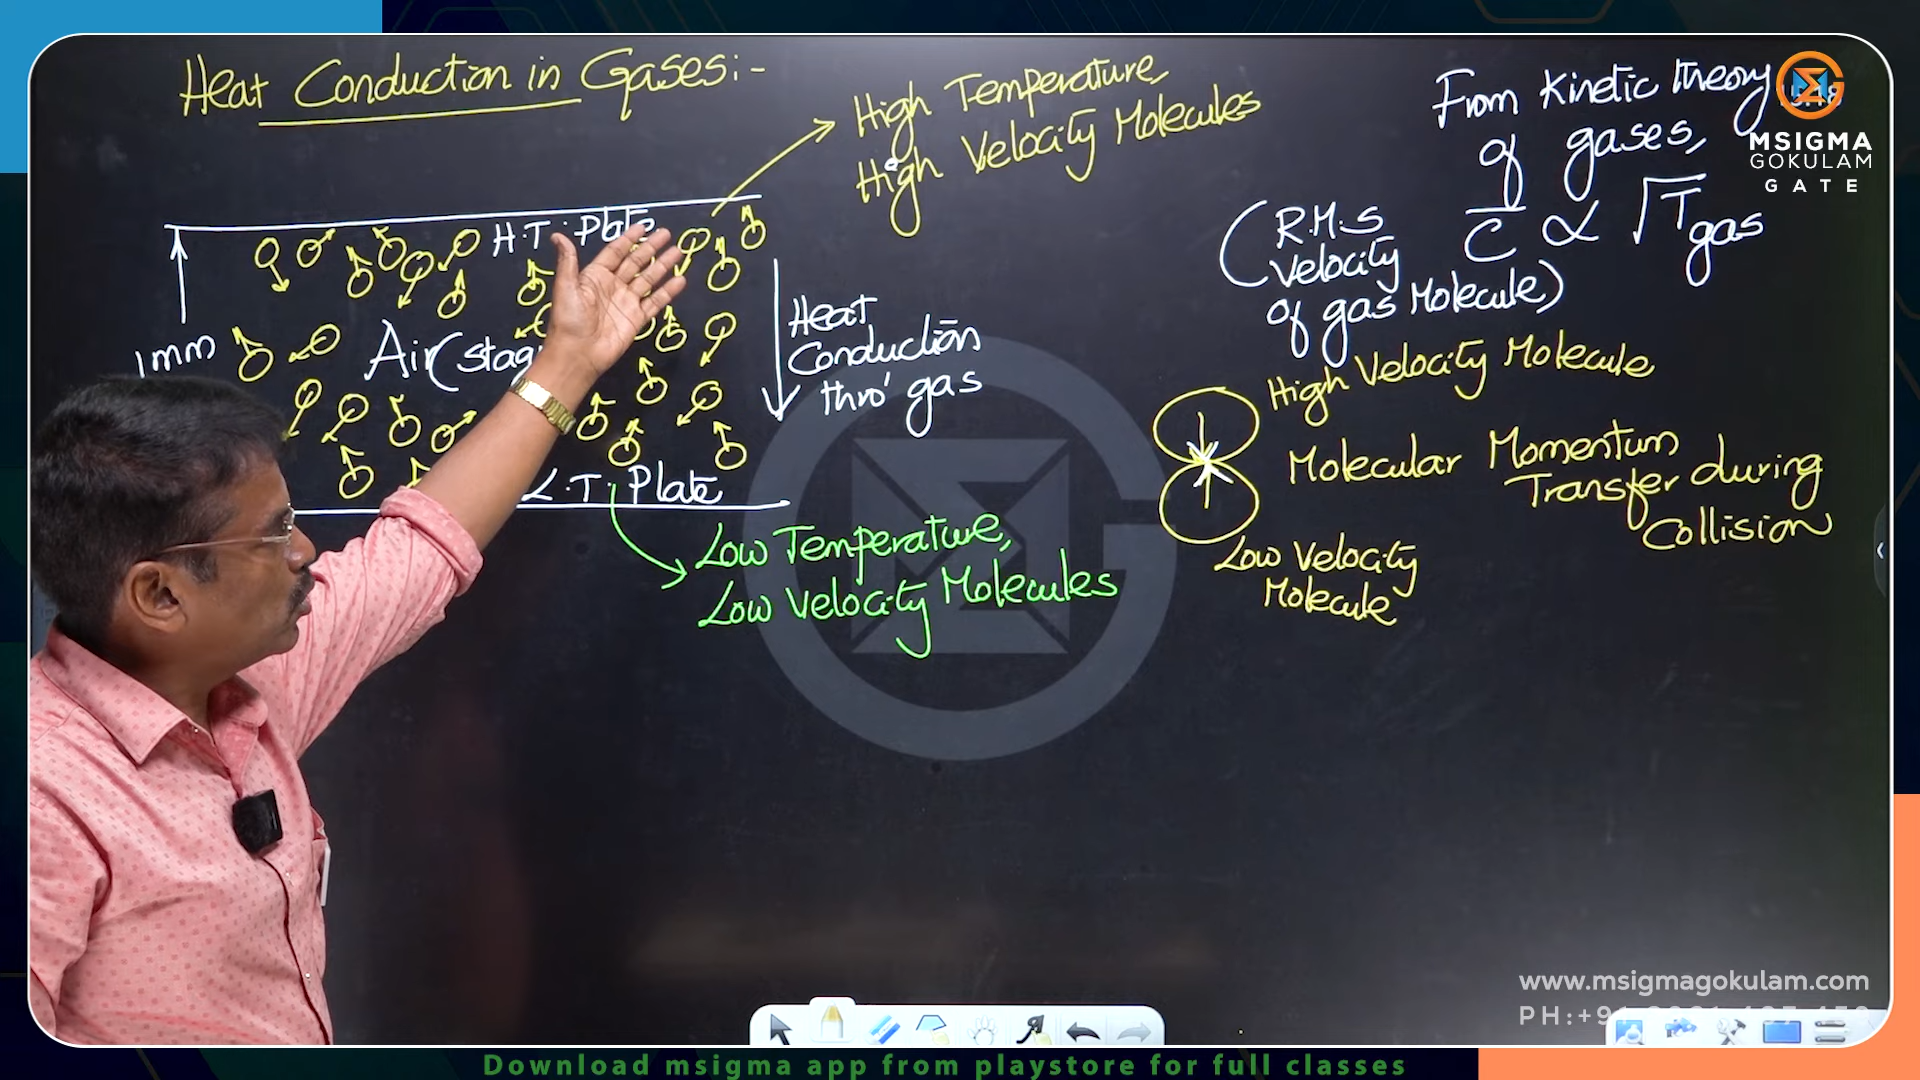 Heat Conduction in Gases:-
High Temperature,
High Velocity Molecules
From Kinetic theory
of gases,
C̅ ∝ √Tgas
(R.M.S
Velocity
of gas Molecule)
MSIGMA
GOKULAM
GATE
H.T. Plate
1mm
Air (stag
Heat
Conduction
thro' gas
L.T. Plate
Low Temperature,
Low Velocity Molecules
High Velocity Molecule
Molecular Momentum
Transfer during
Collision
Low Velocity
Molecule
www.msigmagokulam.com
PH:+91
Download msigma app from playstore for full classes